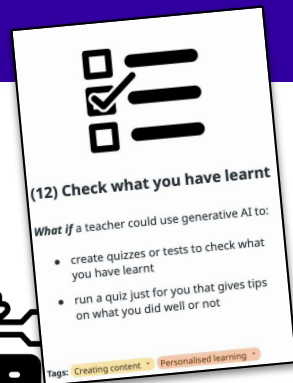 (12) Check what you have learnt
What if a teacher could use generative AI to:
• create quizzes or tests to check what
you have learnt
• run a quiz just for you that gives tips
on what you did well or not
Tags: Creating content * Personalised learning *